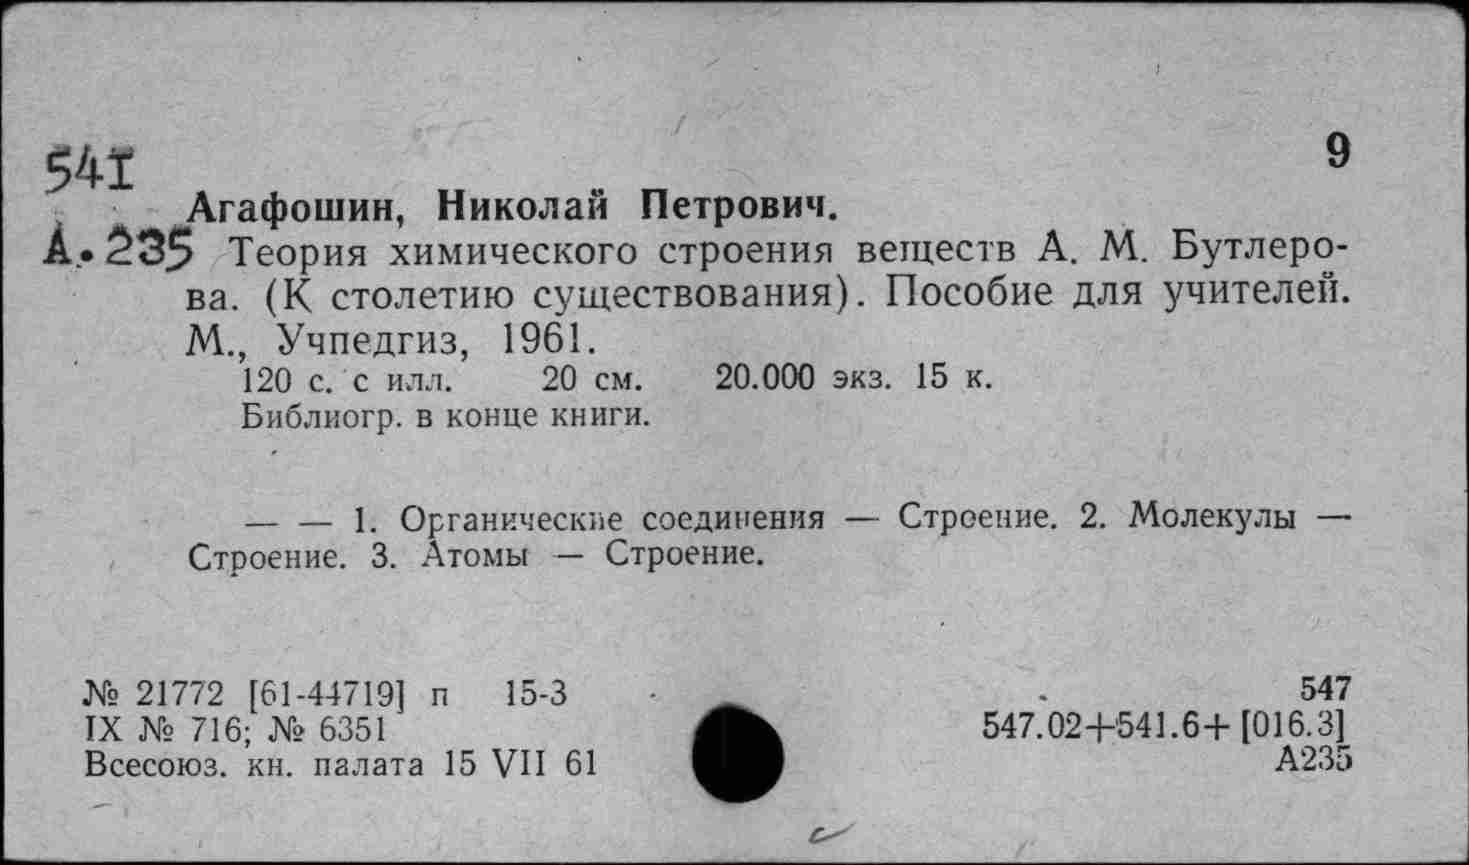 9
541
Агафошин, Николай Петрович.
А.235 Теория химического строения веществ А. М. Бутлеро-
ва. (К столетию существования). Пособие для учителей.
М., Учпедгиз, 1961.
120 с. с илл. 20 см. 20.000 экз. 15 к.
Библиогр. в конце книги.
— — 1. Органические соединения — Строение. 2. Молекулы —
Строение. 3. Атомы — Строение.
№ 21772 [61-44719] п 15-3
IX № 716; № 6351
Всесоюз. кн. палата 15 VII 61
547
547.02+541.6+[016.3]
А235